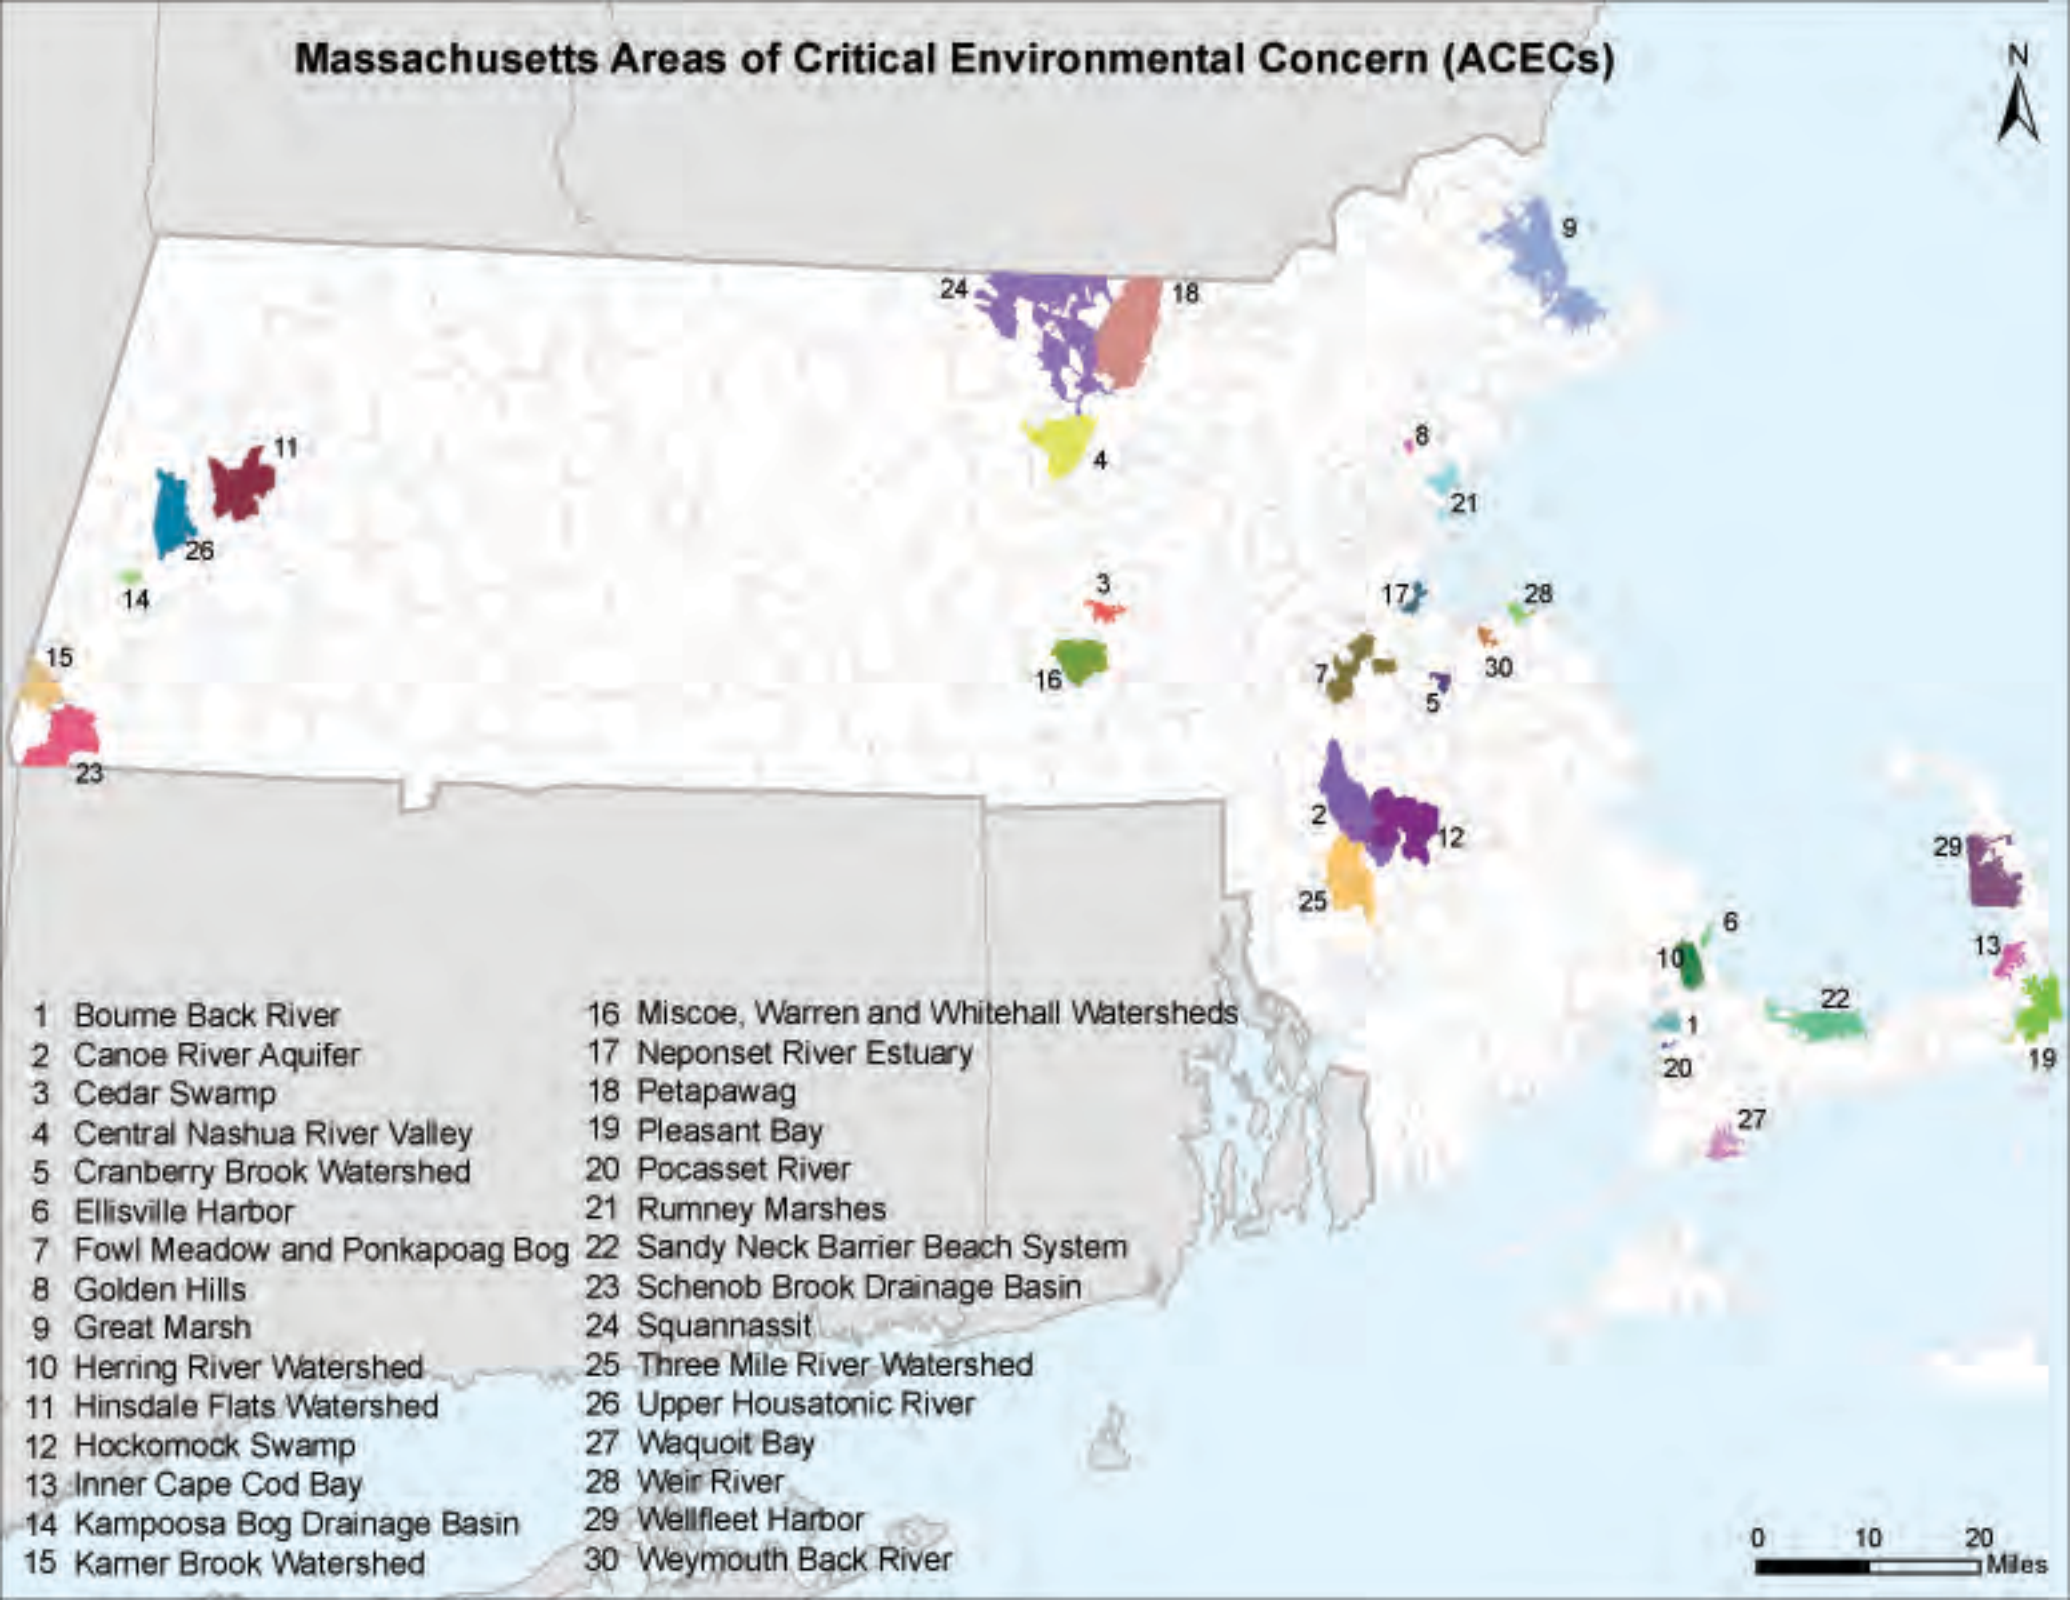 Massachusetts Areas of Critical Environmental Concern (ACECs)
N
9
24
18
11
8
4
21
26
3
14
17
28
15
7
16
30
5
23
2
12
29
25
6
10
13
22
1
20
19
27
1 Bourne Back River
2 Canoe River Aquifer
3 Cedar Swamp
4 Central Nashua River Valley
5 Cranberry Brook Watershed
6 Ellisville Harbor
7 Fowl Meadow and Ponkapoag Bog
8 Golden Hills
9 Great Marsh
10 Herring River Watershed
11 Hinsdale Flats Watershed
12 Hockomock Swamp
13 Inner Cape Cod Bay
14 Kampoosa Bog Drainage Basin
15 Karner Brook Watershed
16 Miscoe, Warren and Whitehall Watersheds
17 Neponset River Estuary
18 Petapawag
19 Pleasant Bay
20 Pocasset River
21 Rumney Marshes
22 Sandy Neck Barrier Beach System
23 Schenob Brook Drainage Basin
24 Squannassit
25 Three Mile River Watershed
26 Upper Housatonic River
27 Waquoit Bay
28 Weir River
29 Wellfleet Harbor
30 Weymouth Back River
0 10 20
Miles